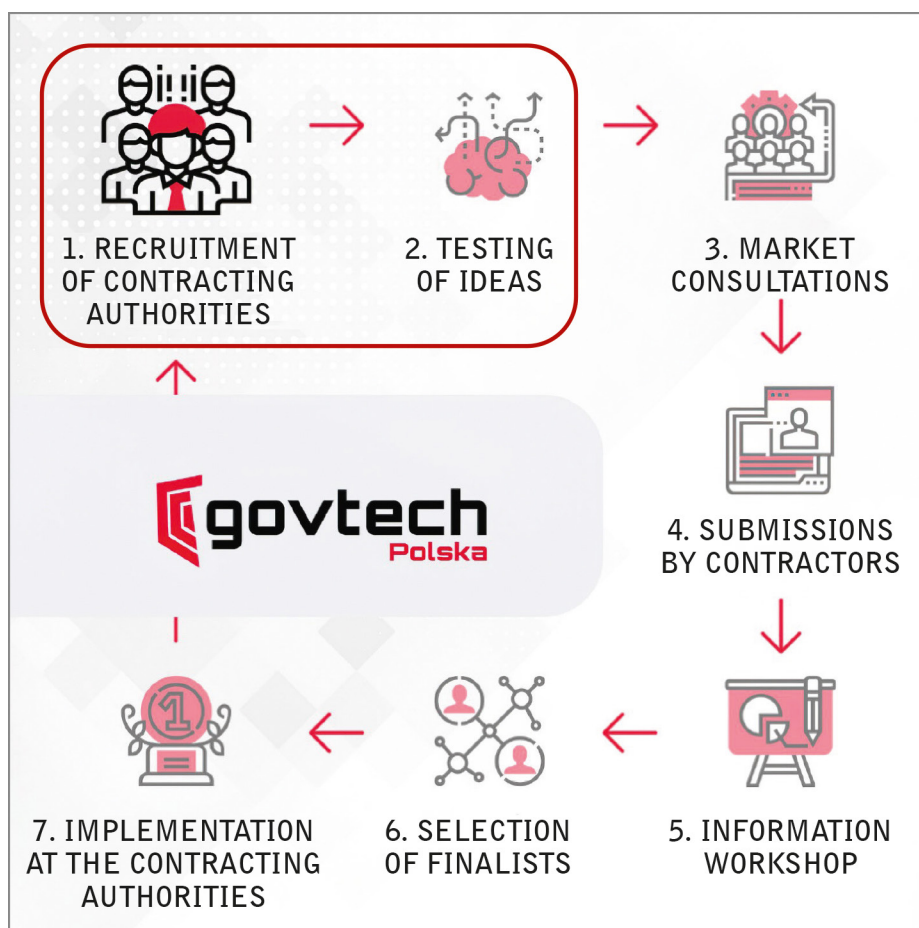 1. RECRUITMENT
OF CONTRACTING
AUTHORITIES
2. TESTING
OF IDEAS
3. MARKET
CONSULTATIONS
4. SUBMISSIONS
BY CONTRACTORS
govtech
Polska
5. INFORMATION
WORKSHOP
6. SELECTION
OF FINALISTS
7. IMPLEMENTATION
AT THE CONTRACTING
AUTHORITIES
1